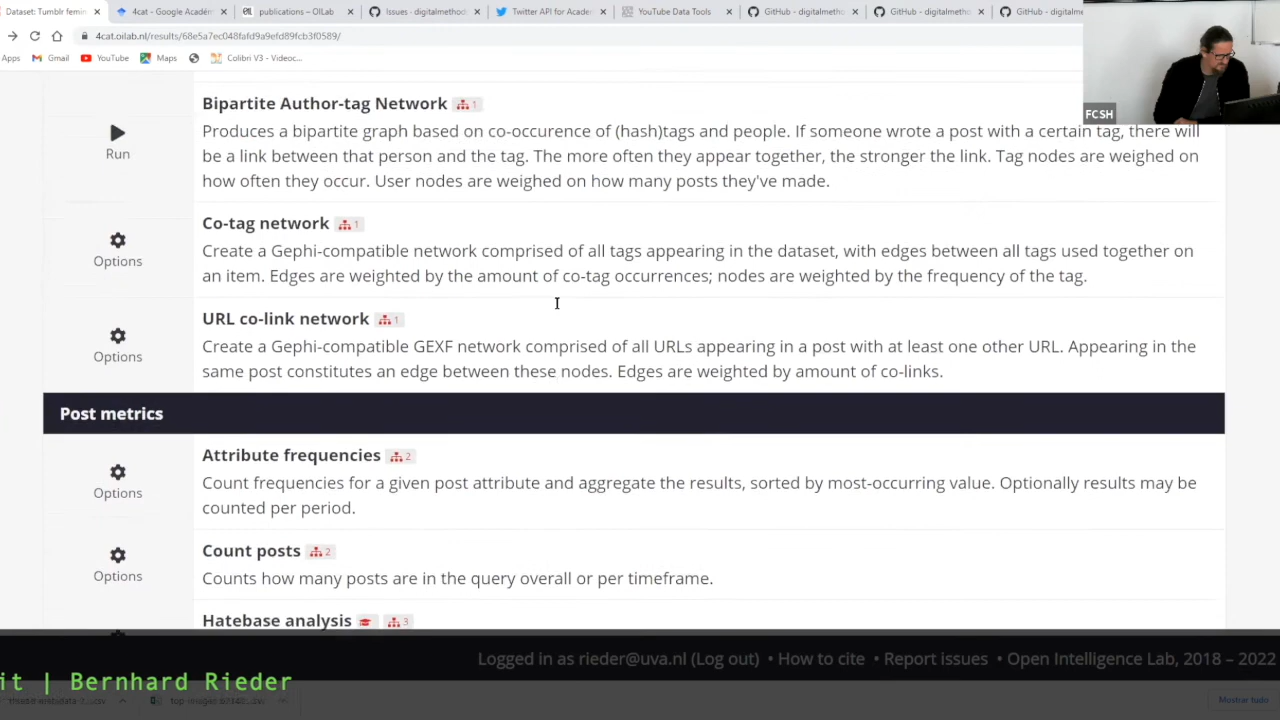 Dataset: Tumblr femin
4cat - Google Académ
publications – OILab
Issues · digitalmethod
Twitter API for Acade
YouTube Data Tools
GitHub - digitalmetho
GitHub - digitalmetho
GitHub - digitalme
4cat.oilab.nl/results/68e5a7ec048fafd9a9efd89fcb3f0589/
Apps
Gmail
YouTube
Maps
Colibri V3 - Videoc...
FCSH
Bipartite Author-tag Network 1
Run
Produces a bipartite graph based on co-occurence of (hash)tags and people. If someone wrote a post with a certain tag, there will
be a link between that person and the tag. The more often they appear together, the stronger the link. Tag nodes are weighed on
how often they occur. User nodes are weighed on how many posts they've made.
Co-tag network 1
Options
Create a Gephi-compatible network comprised of all tags appearing in the dataset, with edges between all tags used together on
an item. Edges are weighted by the amount of co-tag occurrences; nodes are weighted by the frequency of the tag.
URL co-link network 1
Options
Create a Gephi-compatible GEXF network comprised of all URLs appearing in a post with at least one other URL. Appearing in the
same post constitutes an edge between these nodes. Edges are weighted by amount of co-links.
Post metrics
Attribute frequencies 2
Options
Count frequencies for a given post attribute and aggregate the results, sorted by most-occurring value. Optionally results may be
counted per period.
Count posts 2
Options
Counts how many posts are in the query overall or per timeframe.
Hatebase analysis 3
Logged in as rieder@uva.nl (Log out) • How to cite • Report issues • Open Intelligence Lab, 2018 – 2022
it | Bernhard Rieder
Mostrar tudo